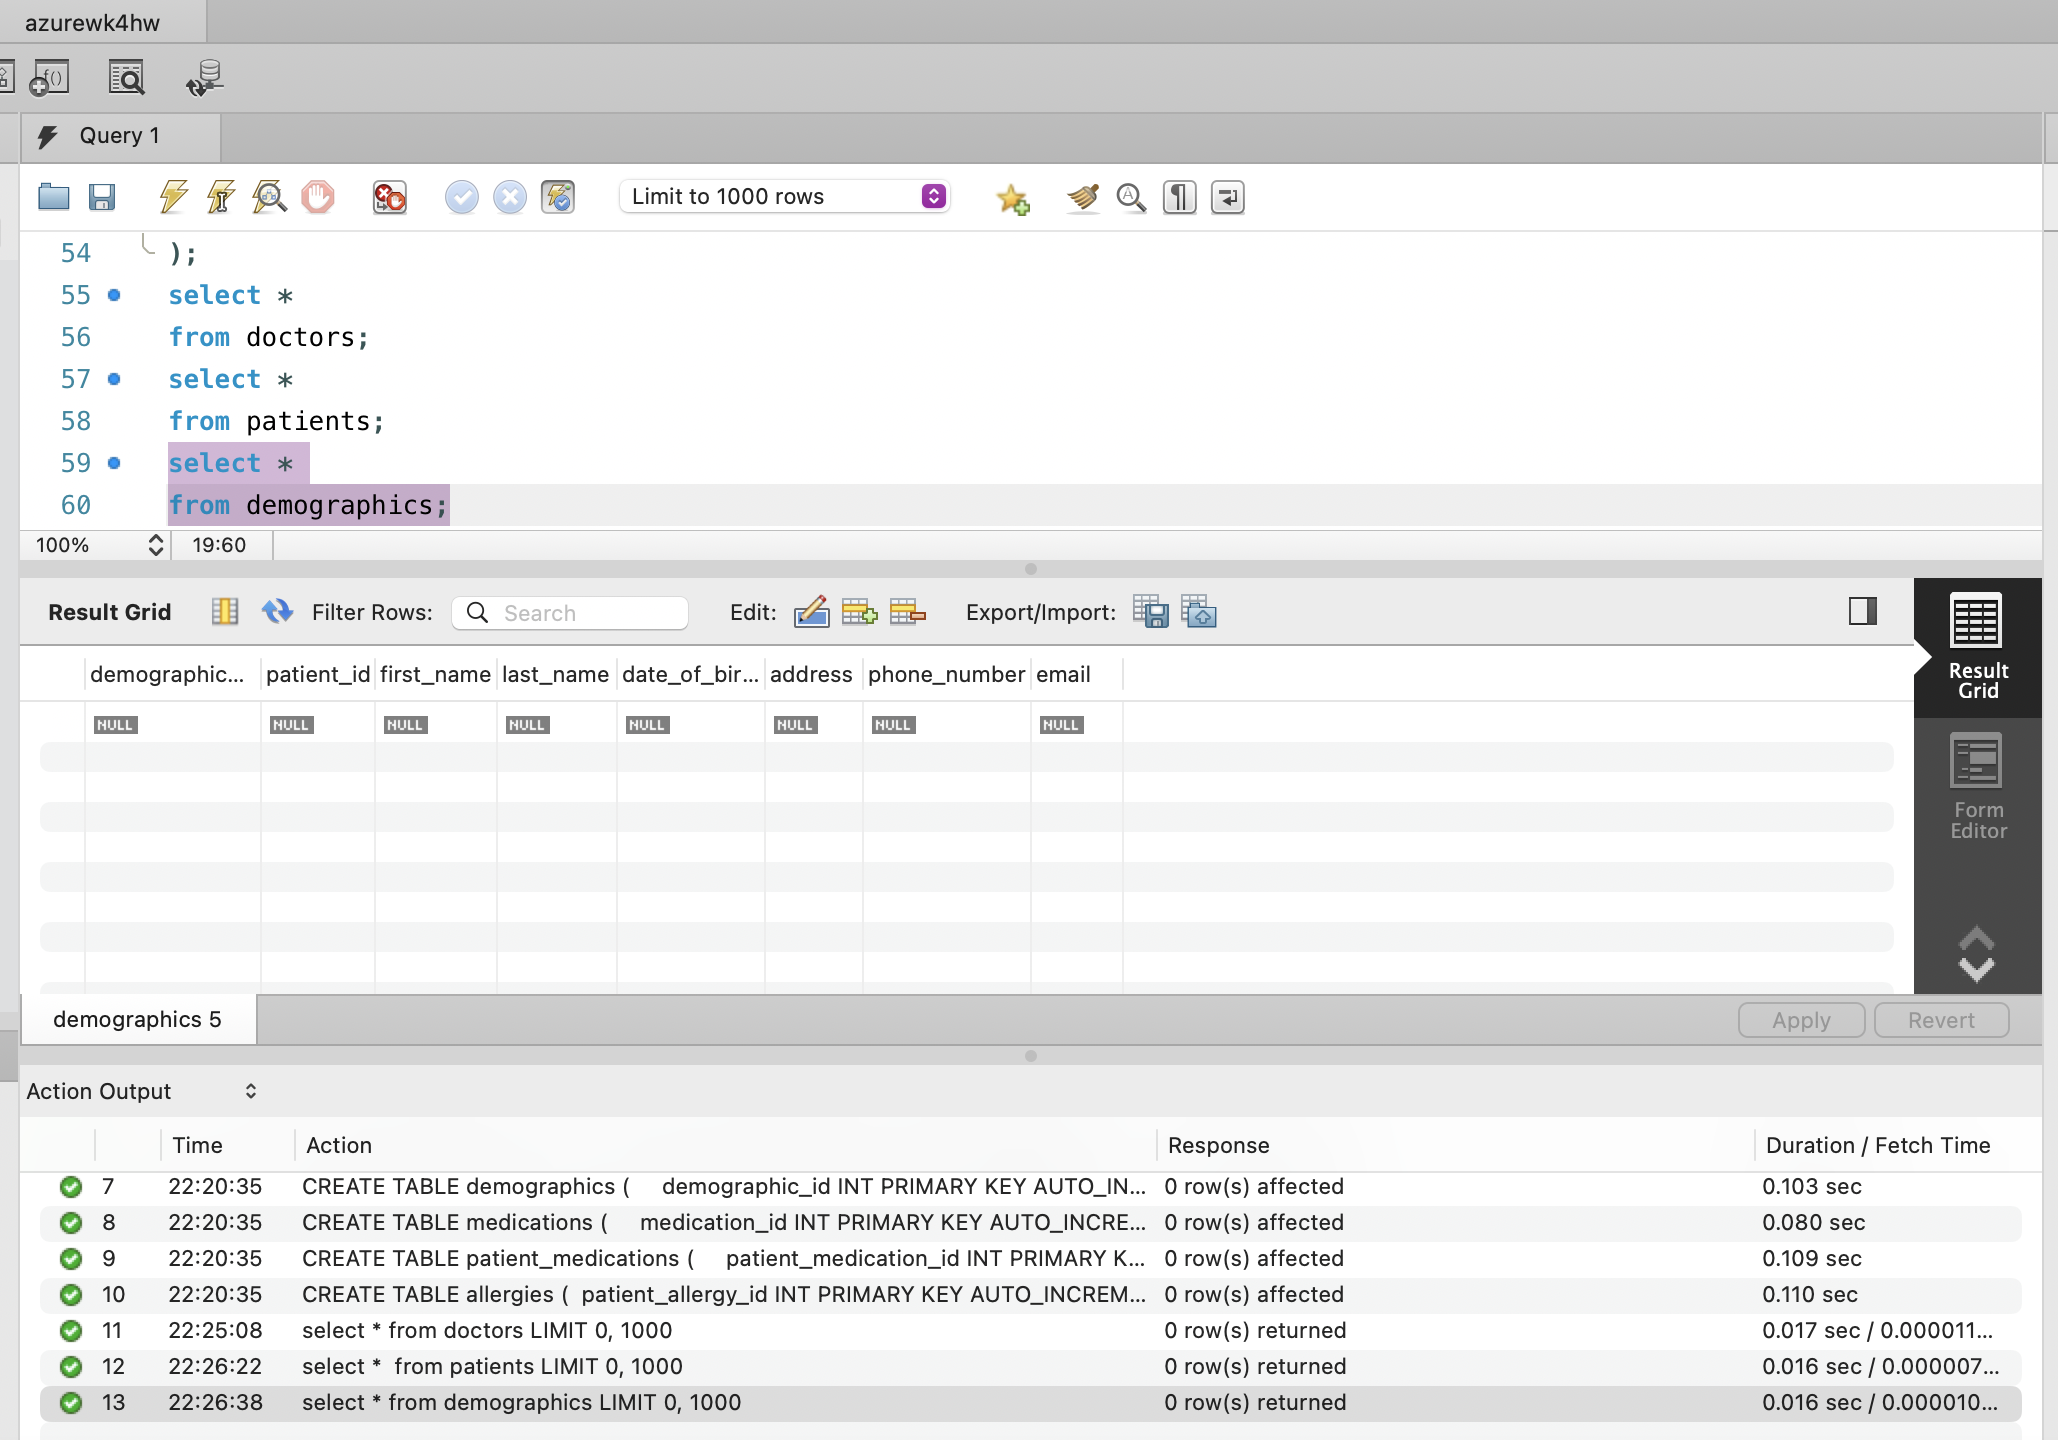 azurewk4hw
f()
Query 1
Limit to 1000 rows
54 );
55 select *
56 from doctors;
57 select *
58 from patients;
59 select *
60 from demographics;
100% 19:60
Result Grid Filter Rows: Search Edit: Export/Import:
demographic... patient_id first_name last_name date_of_bir... address phone_number email
NULL NULL NULL NULL NULL NULL NULL NULL
Result
Grid
Form
Editor
demographics 5 Apply Revert
Action Output
Time Action Response Duration / Fetch Time
7 22:20:35 CREATE TABLE demographics ( demographic_id INT PRIMARY KEY AUTO_IN... 0 row(s) affected 0.103 sec
8 22:20:35 CREATE TABLE medications ( medication_id INT PRIMARY KEY AUTO_INCRE... 0 row(s) affected 0.080 sec
9 22:20:35 CREATE TABLE patient_medications ( patient_medication_id INT PRIMARY K... 0 row(s) affected 0.109 sec
10 22:20:35 CREATE TABLE allergies ( patient_allergy_id INT PRIMARY KEY AUTO_INCREM... 0 row(s) affected 0.110 sec
11 22:25:08 select * from doctors LIMIT 0, 1000 0 row(s) returned 0.017 sec / 0.000011...
12 22:26:22 select * from patients LIMIT 0, 1000 0 row(s) returned 0.016 sec / 0.000007...
13 22:26:38 select * from demographics LIMIT 0, 1000 0 row(s) returned 0.016 sec / 0.000010...